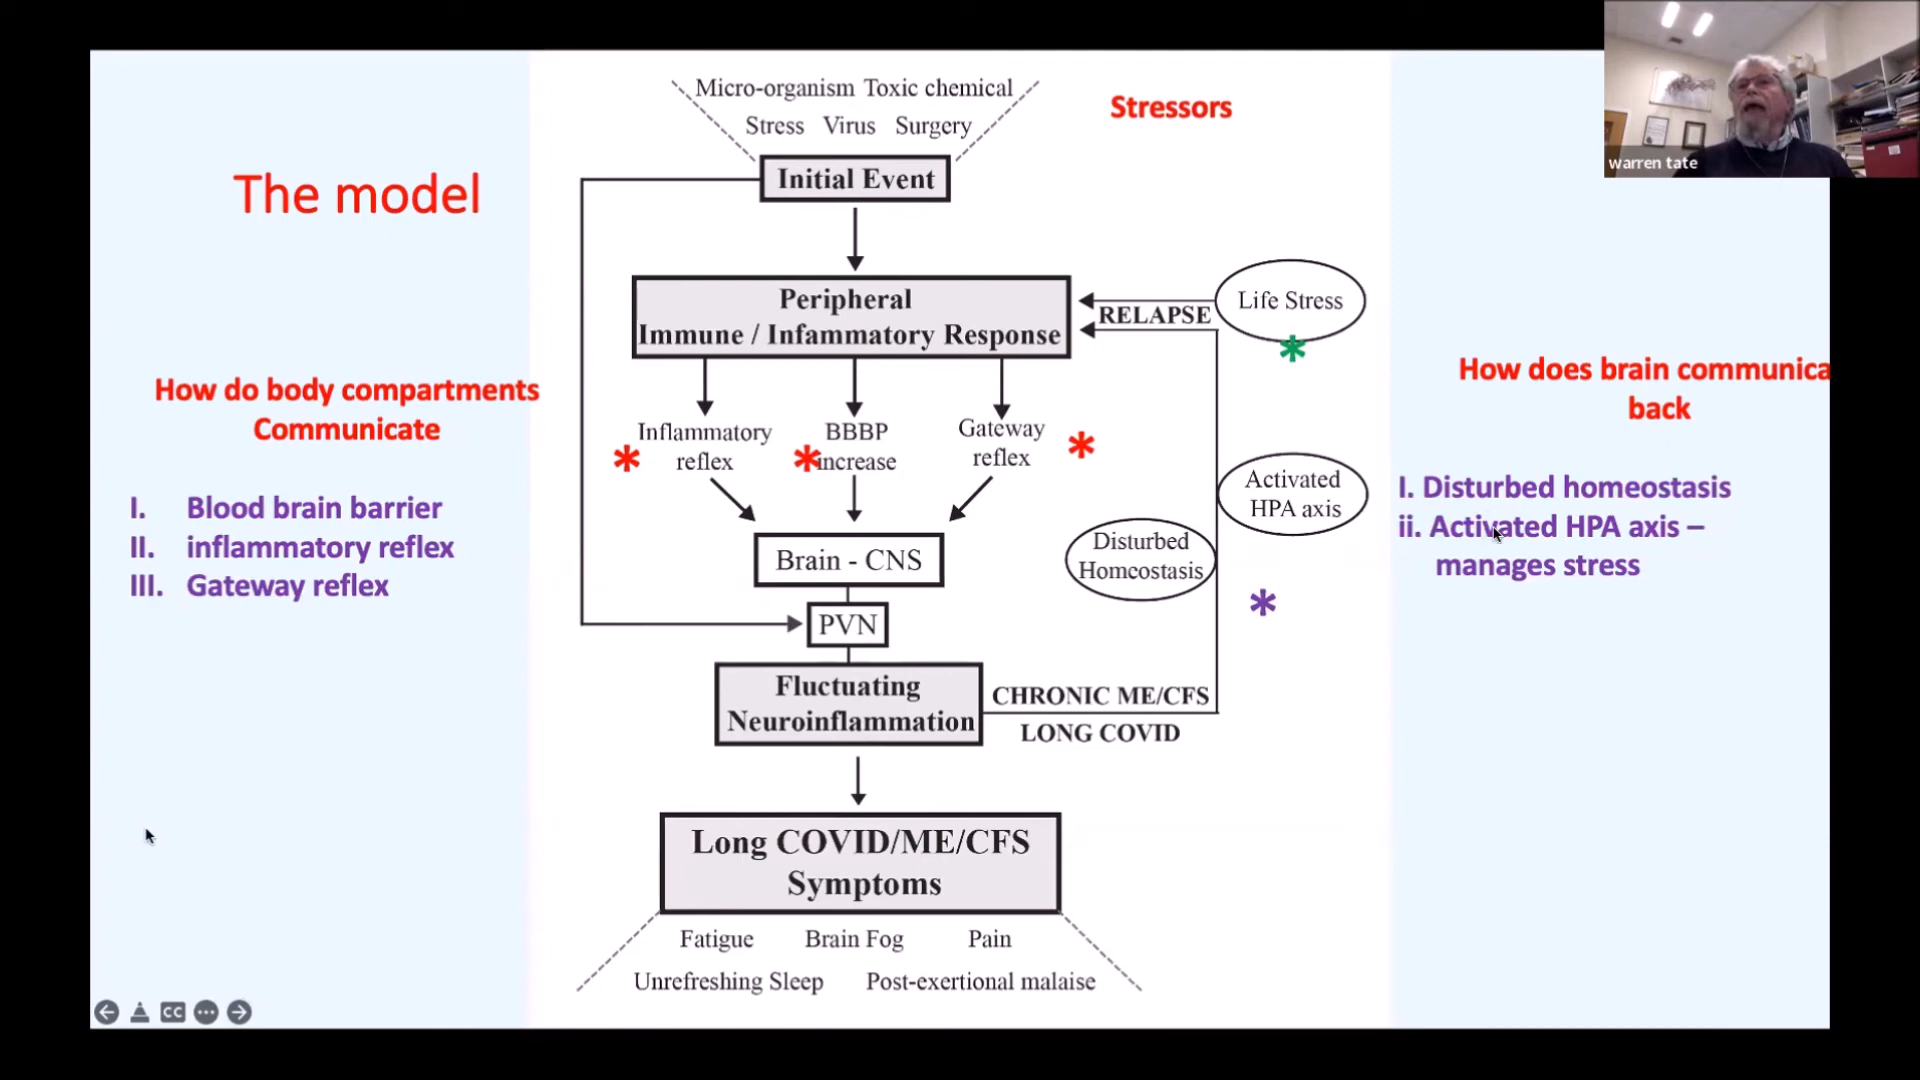 Micro-organism Toxic chemical
Stress Virus Surgery
Stressors
warren tate
Initial Event
The model
Peripheral
Immune / Infammatory Response
Life Stress
RELAPSE
How do body compartments
Communicate
How does brain communica
back
Inflammatory
reflex
BBBP
increase
Gateway
reflex
Activated
HPA axis
I. Blood brain barrier
II. inflammatory reflex
III. Gateway reflex
I. Disturbed homeostasis
ii. Activated HPA axis –
manages stress
Brain - CNS
Disturbed
Homeostasis
PVN
Fluctuating
Neuroinflammation
CHRONIC ME/CFS
LONG COVID
Long COVID/ME/CFS
Symptoms
Fatigue Brain Fog Pain
Unrefreshing Sleep Post-exertional malaise
CC